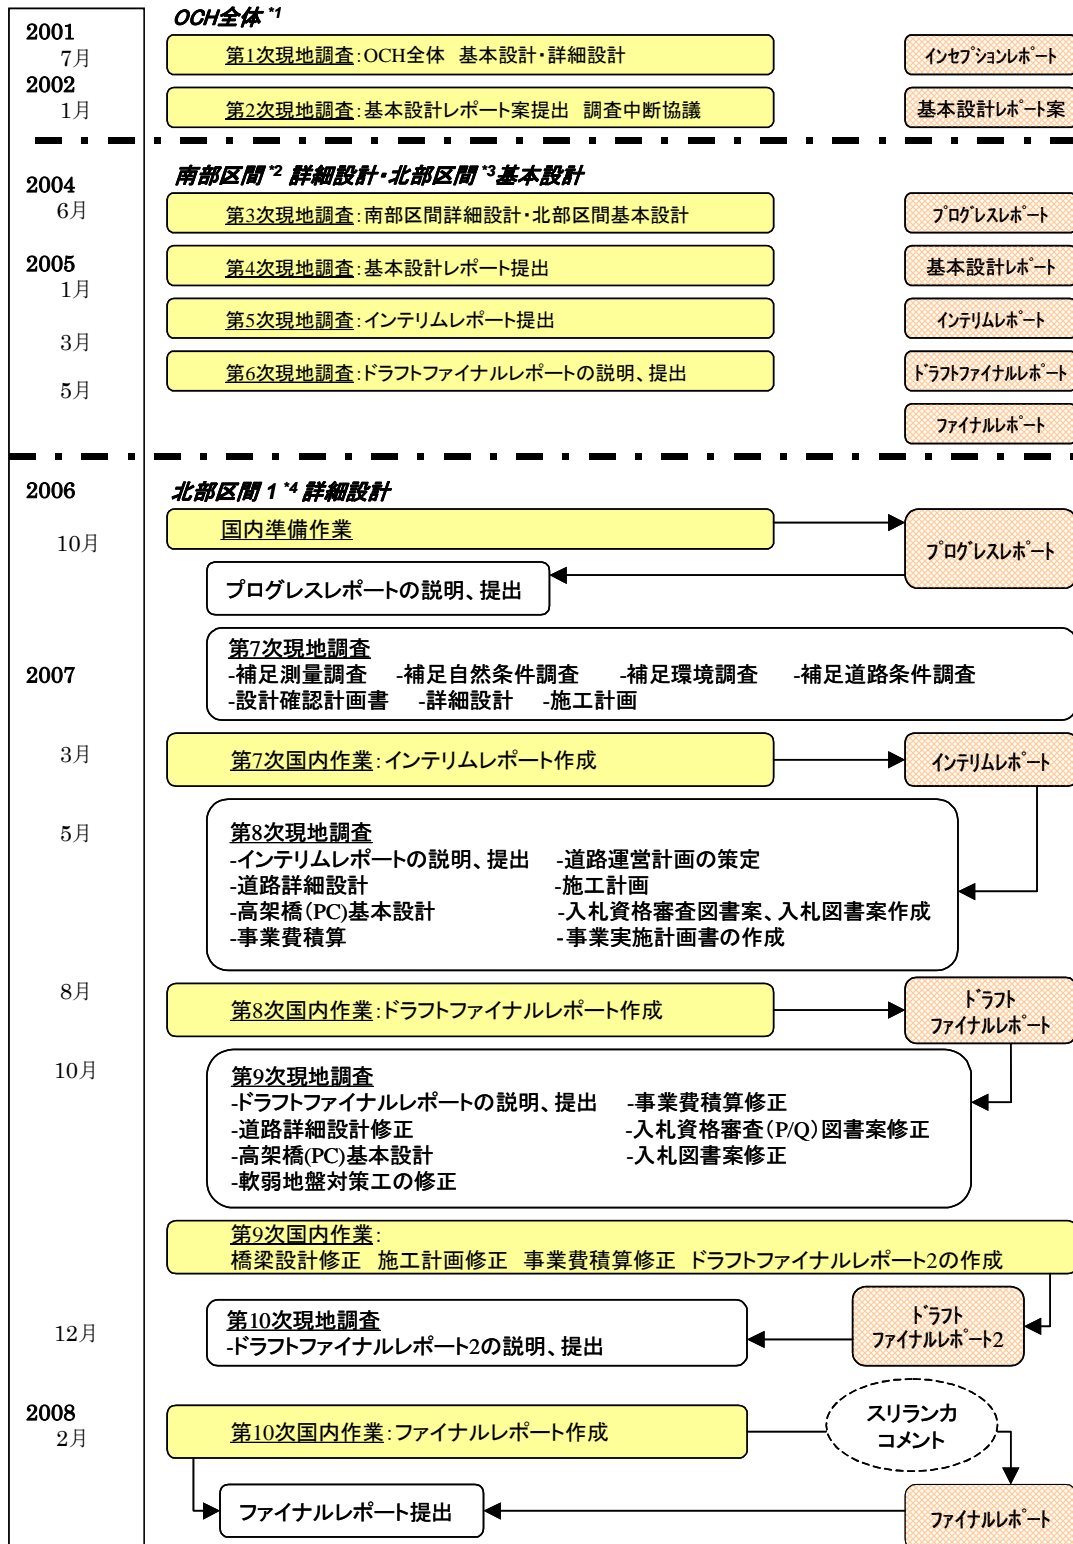 OCH全体 *1
2001
7月
第1次現地調査:OCH全体 基本設計・詳細設計
インセプションレポート
2002
1月
第2次現地調査:基本設計レポート案提出 調査中断協議
基本設計レポート案
南部区間 *2 詳細設計・北部区間 *3 基本設計
2004
6月
第3次現地調査:南部区間詳細設計・北部区間基本設計
プログレスレポート
2005
1月
第4次現地調査:基本設計レポート提出
基本設計レポート
3月
第5次現地調査:インテリムレポート提出
インテリムレポート
5月
第6次現地調査:ドラフトファイナルレポートの説明、提出
ドラフトファイナルレポート
ファイナルレポート
2006
北部区間 1 *4 詳細設計
10月
国内準備作業
プログレスレポート
プログレスレポートの説明、提出
2007
第7次現地調査
-補足測量調査 -補足自然条件調査 -補足環境調査 -補足道路条件調査
-設計確認計画書 -詳細設計 -施工計画
3月
第7次国内作業:インテリムレポート作成
インテリムレポート
5月
第8次現地調査
-インテリムレポートの説明、提出 -道路運営計画の策定
-道路詳細設計 -施工計画
-高架橋(PC)基本設計 -入札資格審査図書案、入札図書案作成
-事業費積算 -事業実施計画書の作成
8月
第8次国内作業:ドラフトファイナルレポート作成
ドラフト
ファイナルレポート
10月
第9次現地調査
-ドラフトファイナルレポートの説明、提出 -事業費積算修正
-道路詳細設計修正 -入札資格審査(P/Q)図書案修正
-高架橋(PC)基本設計 -入札図書案修正
-軟弱地盤対策工の修正
第9次国内作業:
橋梁設計修正 施工計画修正 事業費積算修正 ドラフトファイナルレポート2の作成
12月
第10次現地調査
-ドラフトファイナルレポート2の説明、提出
ドラフト
ファイナルレポート2
2008
2月
第10次国内作業:ファイナルレポート作成
スリランカ
コメント
ファイナルレポート提出
ファイナルレポート